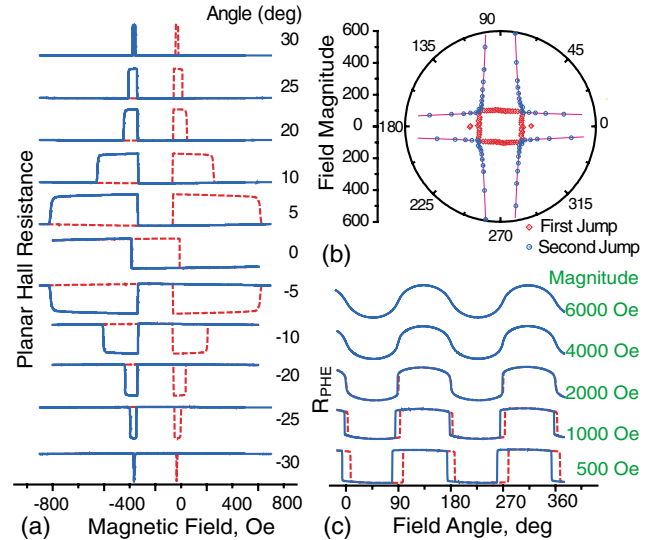 Angle (deg)
30
25
20
10
5
0
-5
-10
-20
-25
-30
Planar Hall Resistance
-800 -400 0 400 800
(a) Magnetic Field, Oe
Field Magnitude
600
400
200
0
200
400
600
90
135 45
180 0
225 315
270
(b)
First Jump
Second Jump
Magnitude
6000 Oe
4000 Oe
2000 Oe
1000 Oe
500 Oe
RPHE
0 90 180 270 360
(c) Field Angle, deg